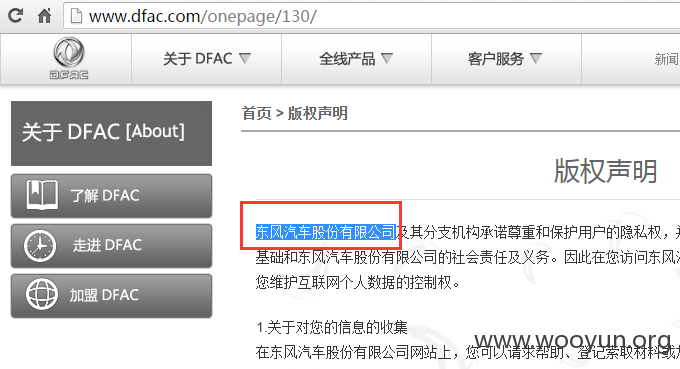 www.dfac.com/onepage/130/
DFAC
关于 DFAC
全线产品
客户服务
新闻
关于 DFAC [About]
了解 DFAC
走进 DFAC
加盟 DFAC
首页 > 版权声明
版权声明
东风汽车股份有限公司及其分支机构承诺尊重和保护用户的隐私权，
基础和东风汽车股份有限公司的社会责任及义务。因此在您访问东风
您维护互联网个人数据的控制权。
1.关于对您的信息的收集
在东风汽车股份有限公司网站上，您可以请求帮助、登记索取材料或
www.wooyun.org